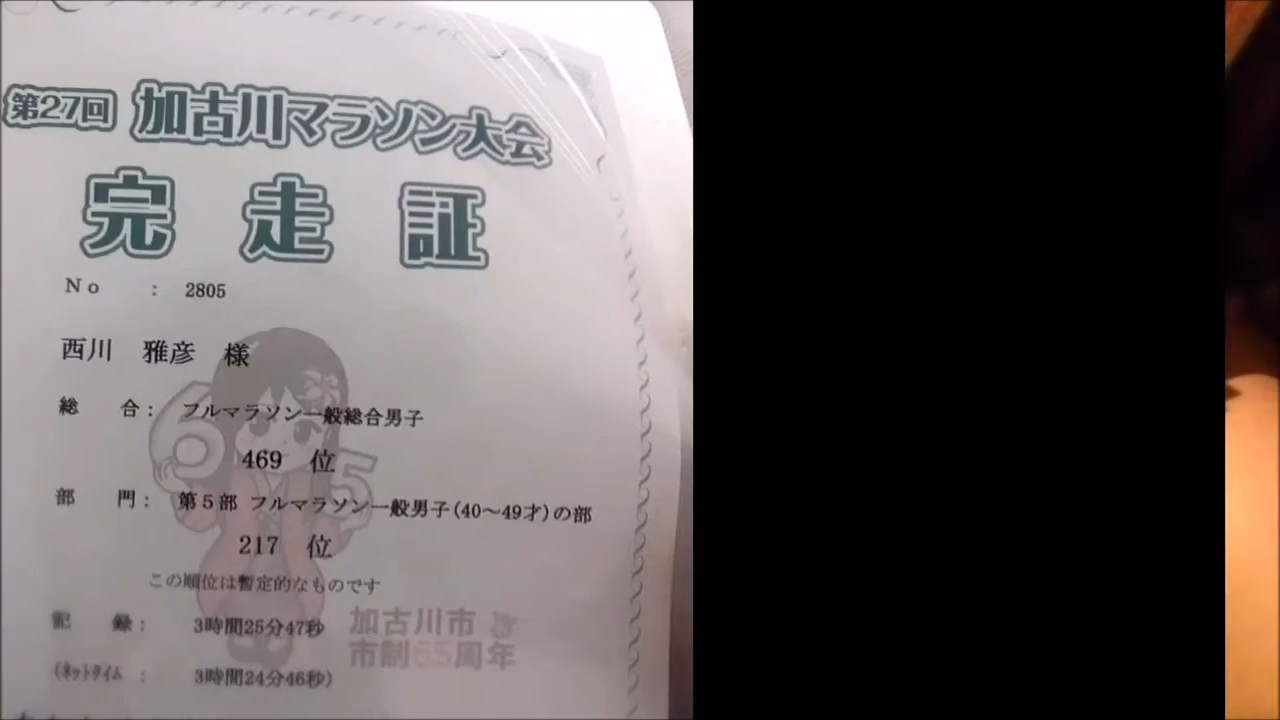 第27回 加古川マラソン大会
完走証
No : 2805
西川 雅彦 様
総 合: フルマラソン一般総合男子
469 位
部 門: 第5部 フルマラソン一般男子(40〜49才)の部
217 位
この順位は暫定的なものです
記 録: 3時間25分47秒
(ネットタイム : 3時間24分46秒)
65
加古川市
市制65周年